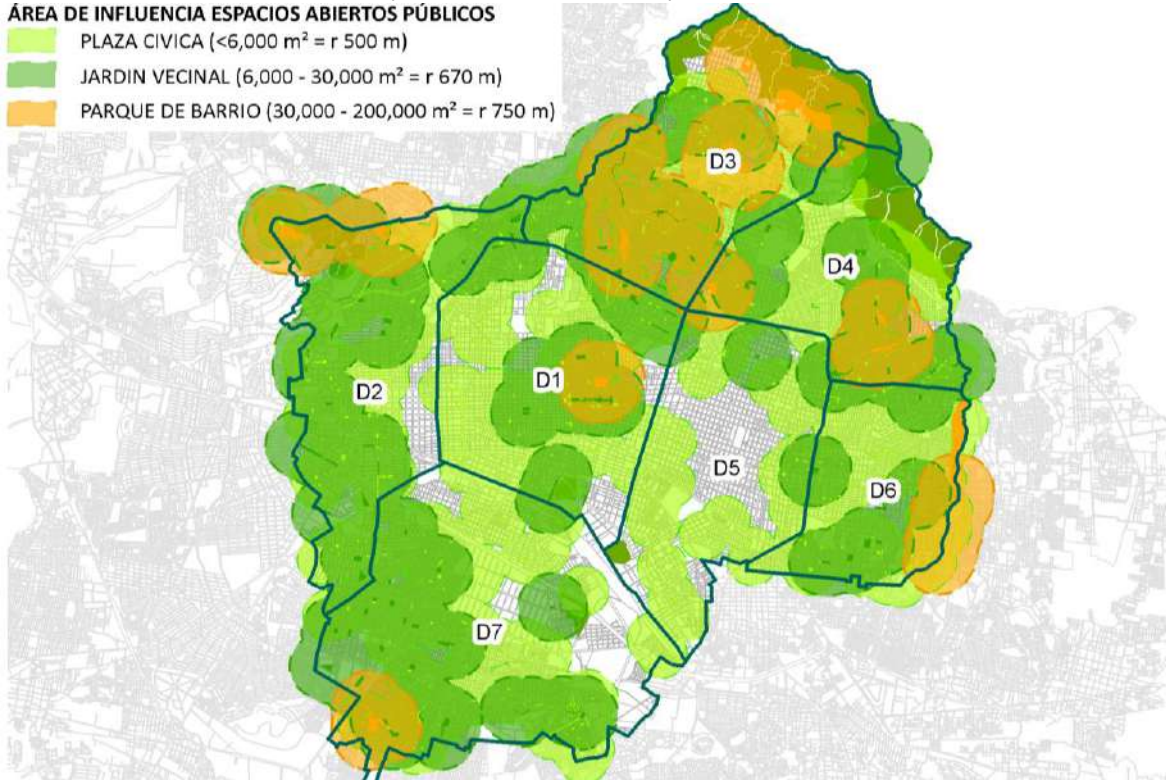 ÁREA DE INFLUENCIA ESPACIOS ABIERTOS PÚBLICOS
PLAZA CIVICA (<6,000 m² = r 500 m)
JARDIN VECINAL (6,000 - 30,000 m² = r 670 m)
PARQUE DE BARRIO (30,000 - 200,000 m² = r 750 m)
D3
D4
D1
D2
D5
D6
D7